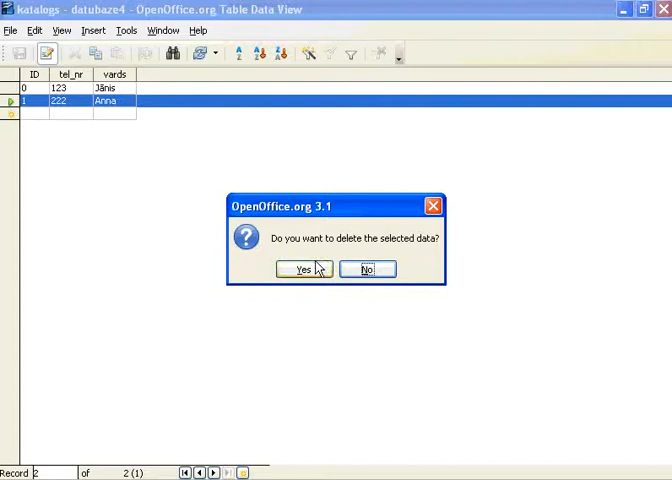 katalogs - datubaze4 - OpenOffice.org Table Data View
File Edit View Insert Tools Window Help
ID tel_nr vards
0 123 Jānis
1 222 Anna
OpenOffice.org 3.1
Do you want to delete the selected data?
Yes No
Record 2 of 2 (1)